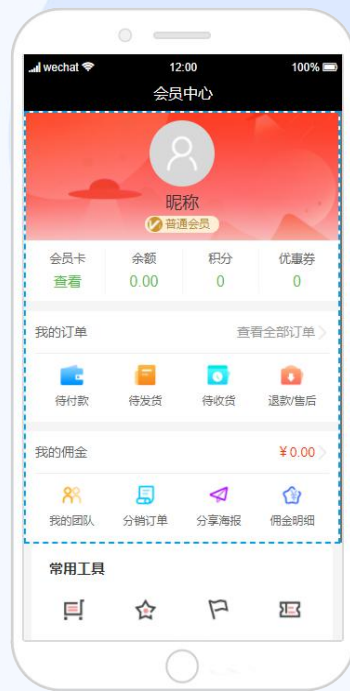 wechat 12:00 100%
会员中心
昵称
普通会员
会员卡 余额 积分 优惠券
查看 0.00 0 0
我的订单 查看全部订单
待付款 待发货 待收货 退款/售后
我的佣金 ¥0.00
我的团队 分销订单 分享海报 佣金明细
常用工具